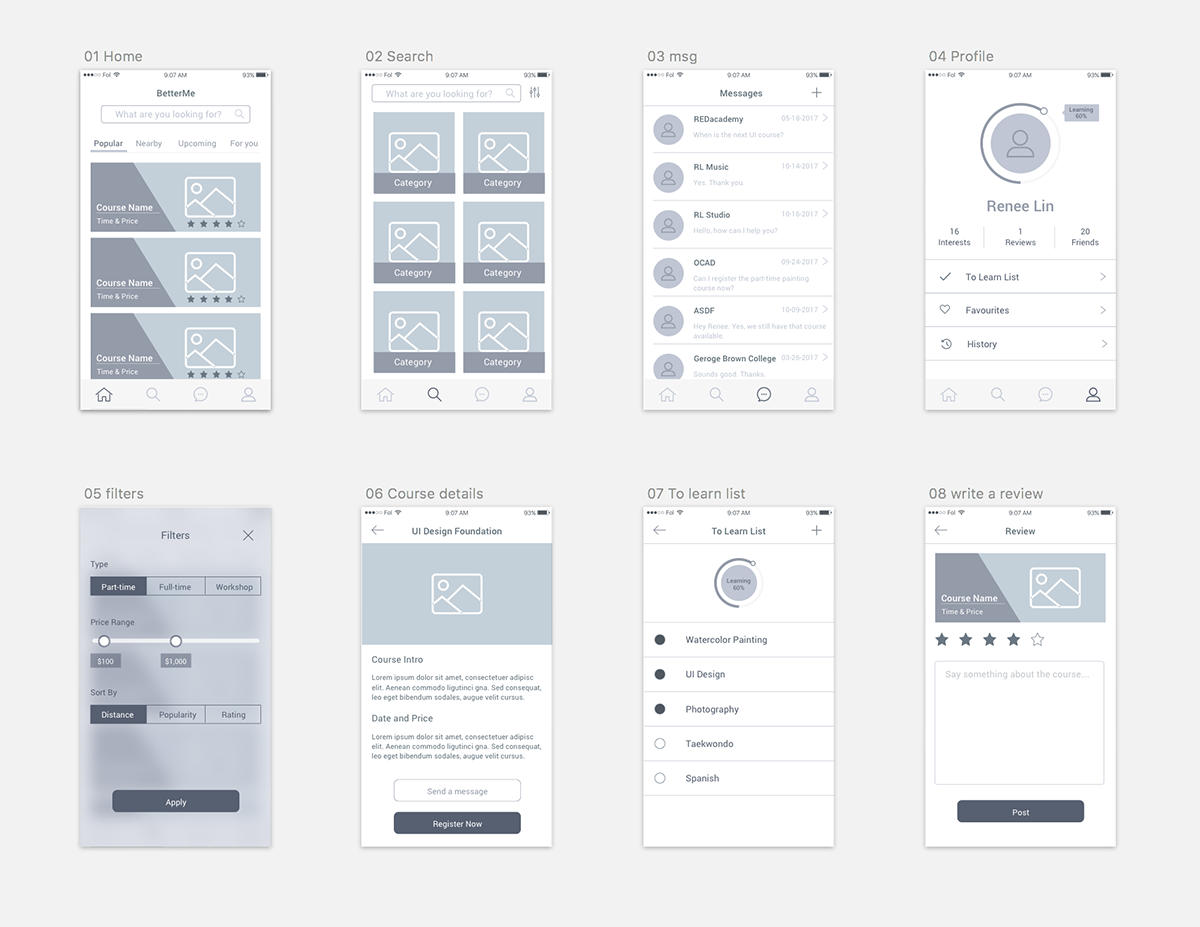 01 Home
●●●○○ Fol 9:07 AM 93%
BetterMe
What are you looking for?
Popular Nearby Upcoming For you
Course Name
Time & Price
Course Name
Time & Price
Course Name
Time & Price
02 Search
●●●○○ Fol 9:07 AM 93%
What are you looking for?
Category Category
Category Category
Category Category
03 msg
●●●○○ Fol 9:07 AM 93%
Messages
REDacademy 05-18-2017
When is the next UI course?
RL Music 10-14-2017
Yes. Thank you.
RL Studio 10-16-2017
Hello, how can I help you?
OCAD 09-24-2017
Can I register the part-time painting
course now?
ASDF 10-09-2017
Hey Renee. Yes, we still have that course
available.
Geroge Brown College 03-26-2017
Sounds good. Thanks.
04 Profile
●●●○○ Fol 9:07 AM 93%
Learning
60%
Renee Lin
16 1 20
Interests Reviews Friends
To Learn List
Favourites
History
05 filters
Filters
Type
Part-time Full-time Workshop
Price Range
$100 $1,000
Sort By
Distance Popularity Rating
Apply
06 Course details
●●●○○ Fol 9:07 AM 93%
UI Design Foundation
Course Intro
Lorem ipsum dolor sit amet, consectetur adipisc
elit. Aenean commodo ligutinci gna. Sed consequat,
leo eget bibendum sodales, augue velit cursus.
Date and Price
Lorem ipsum dolor sit amet, consectetur adipisc
elit. Aenean commodo ligutinci gna. Sed consequat,
leo eget bibendum sodales, augue velit cursus.
Send a message
Register Now
07 To learn list
●●●○○ Fol 9:07 AM 93%
To Learn List
Learning
60%
Watercolor Painting
UI Design
Photography
Taekwondo
Spanish
08 write a review
●●●○○ Fol 9:07 AM 93%
Review
Course Name
Time & Price
Say something about the course...
Post